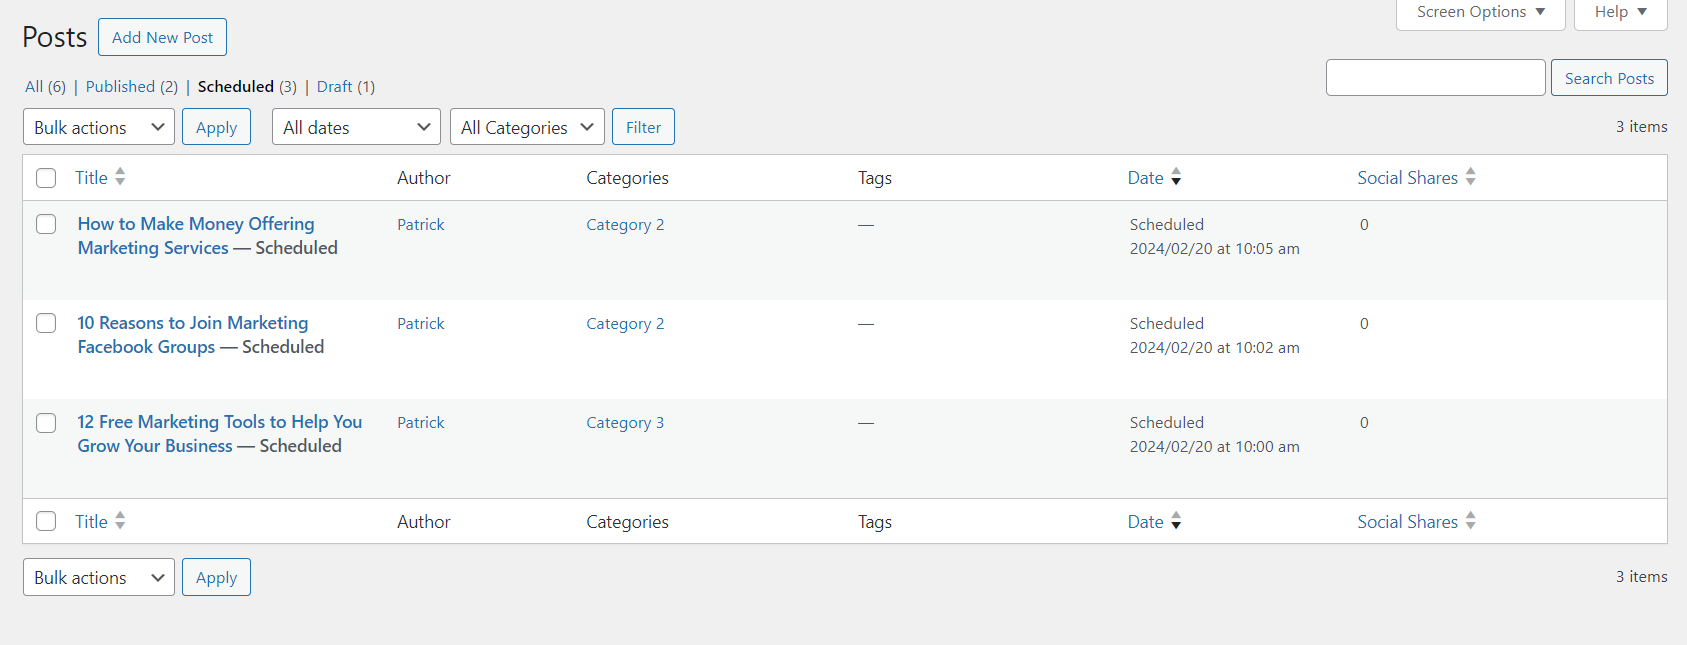 Screen Options ▼ Help ▼
Posts Add New Post
All (6) | Published (2) | Scheduled (3) | Draft (1)
Search Posts
Bulk actions Apply All dates All Categories Filter 3 items
Title Author Categories Tags Date Social Shares
How to Make Money Offering Patrick Category 2 — Scheduled 0
Marketing Services — Scheduled 2024/02/20 at 10:05 am
10 Reasons to Join Marketing Patrick Category 2 — Scheduled 0
Facebook Groups — Scheduled 2024/02/20 at 10:02 am
12 Free Marketing Tools to Help You Patrick Category 3 — Scheduled 0
Grow Your Business — Scheduled 2024/02/20 at 10:00 am
Title Author Categories Tags Date Social Shares
Bulk actions Apply 3 items